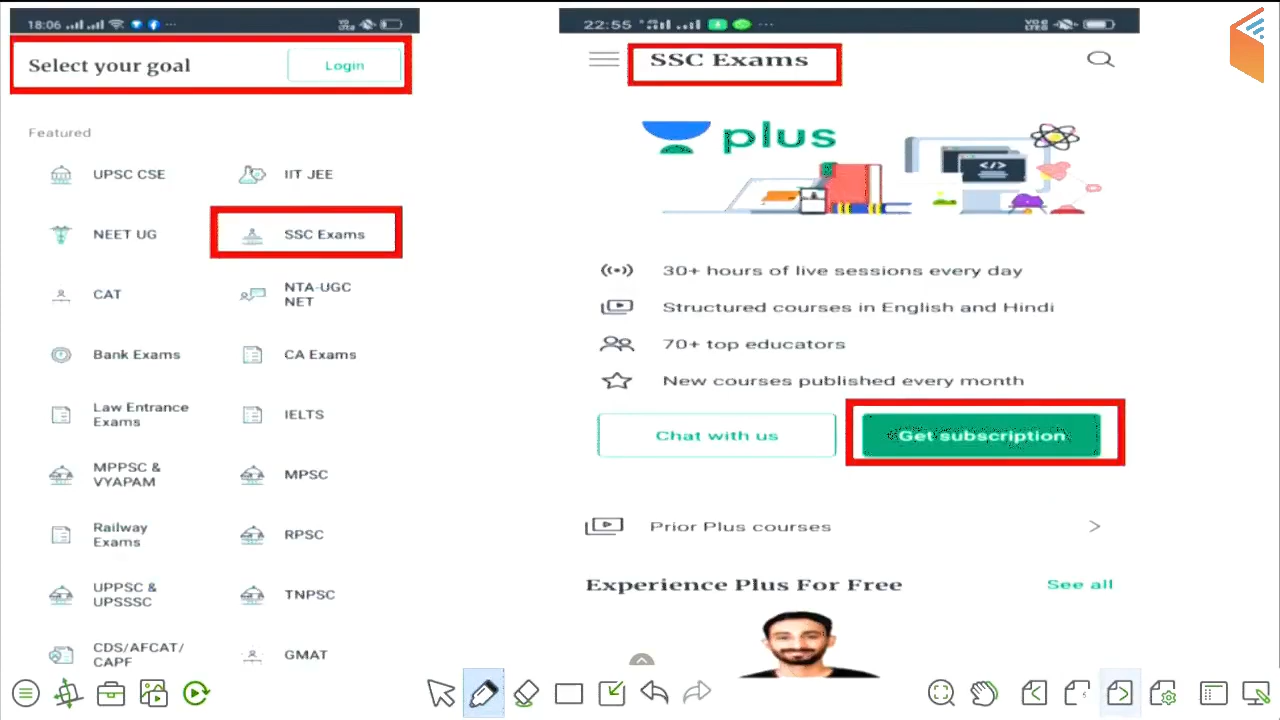 18:06
Select your goal
Login
Featured
UPSC CSE
IIT JEE
NEET UG
SSC Exams
CAT
NTA-UGC
NET
Bank Exams
CA Exams
Law Entrance
Exams
IELTS
MPPSC &
VYAPAM
MPSC
Railway
Exams
RPSC
UPPSC &
UPSSSC
TNPSC
CDS/AFCAT/
CAPF
GMAT
22:55
SSC Exams
plus
30+ hours of live sessions every day
Structured courses in English and Hindi
70+ top educators
New courses published every month
Chat with us
Get subscription
Prior Plus courses
Experience Plus For Free
See all